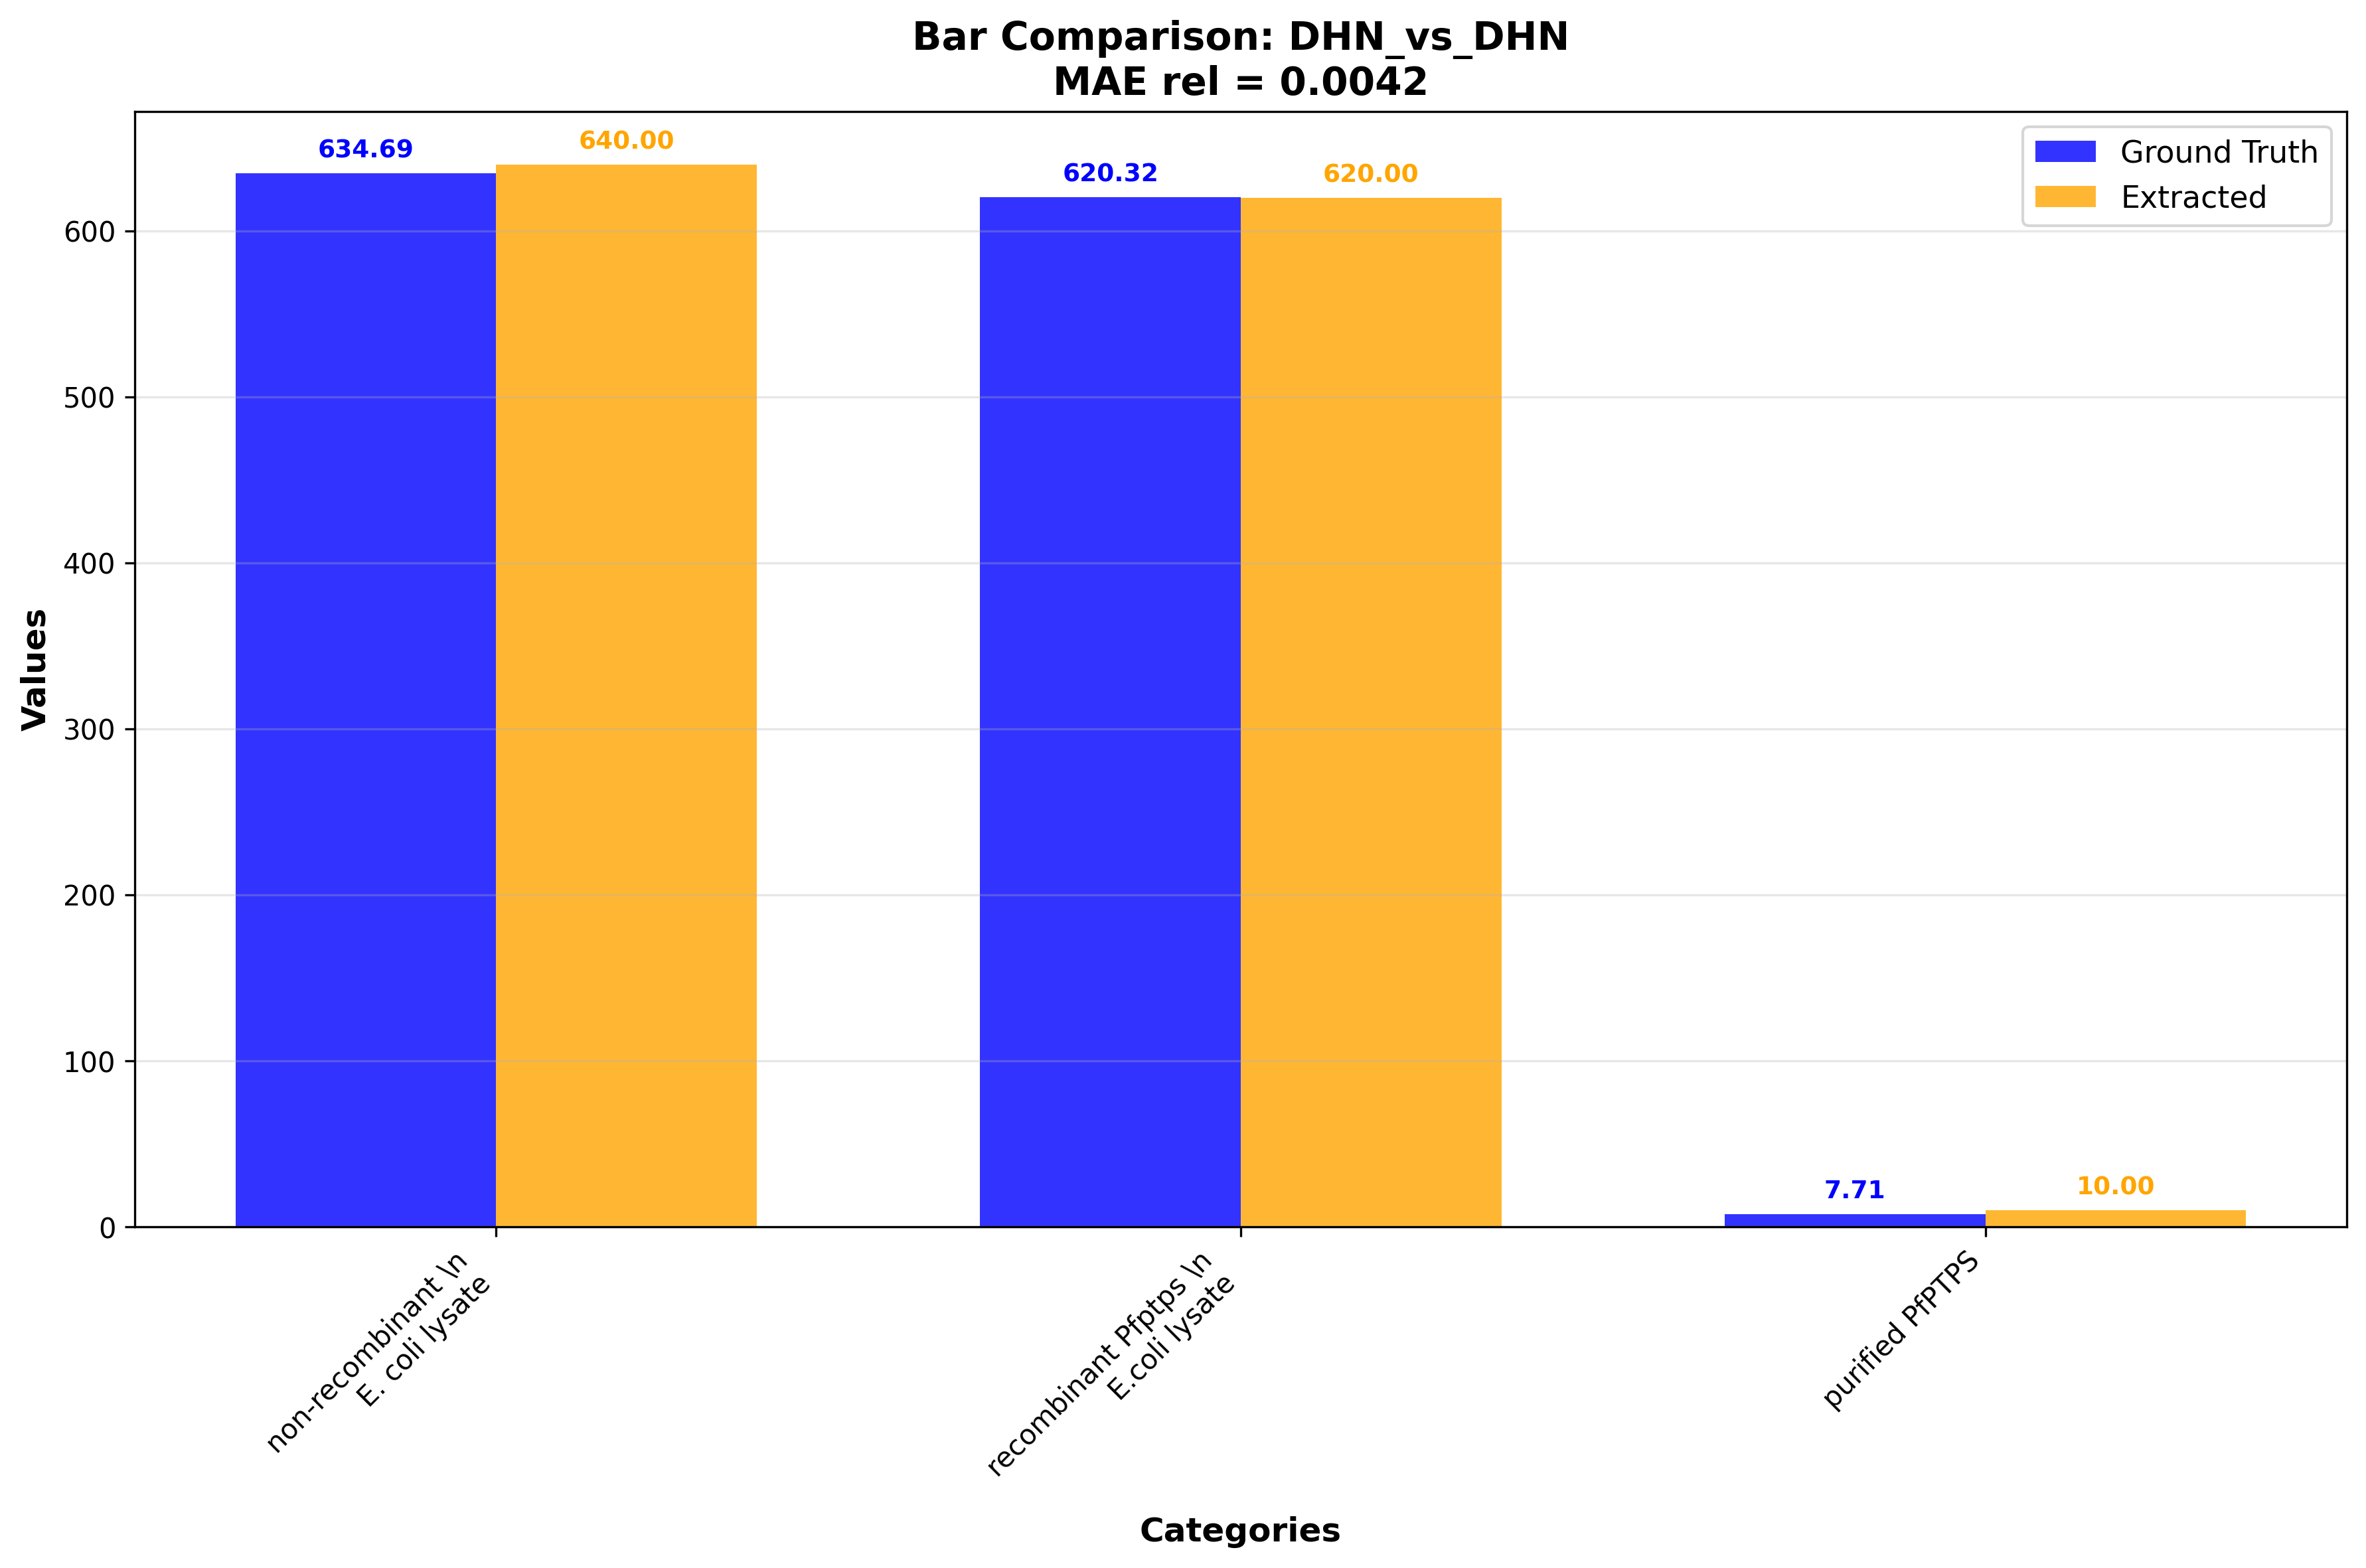 Bar Comparison: DHN_vs_DHN
MAE rel = 0.0042
Ground Truth
Extracted
634.69
640.00
620.32
620.00
7.71
10.00
Values
600
500
400
300
200
100
0
non-recombinant \n
E. coli lysate
recombinant Pfptps \n
E.coli lysate
purified PfPTPS
Categories